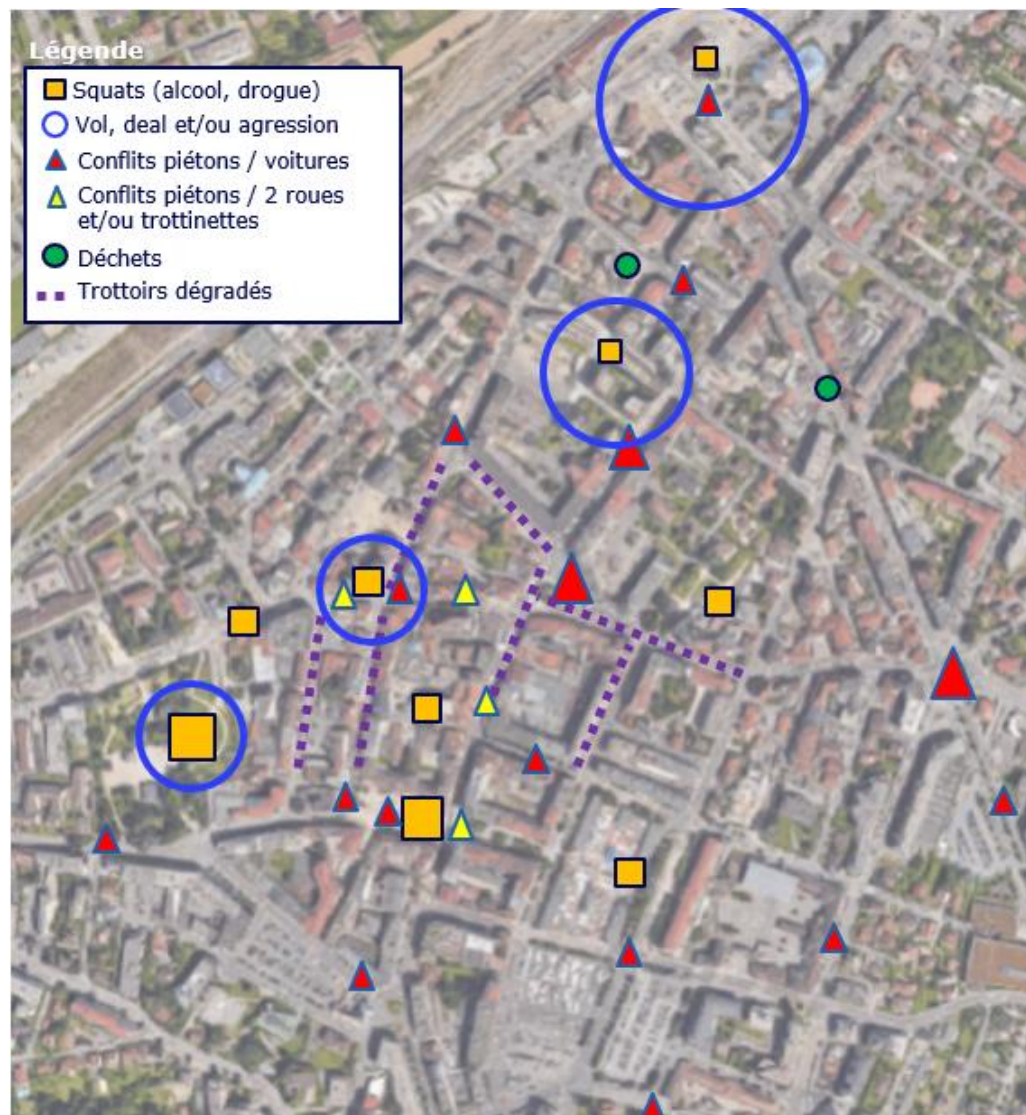 Légende
Squats (alcool, drogue)
Vol, deal et/ou agression
Conflits piétons / voitures
Conflits piétons / 2 roues
et/ou trottinettes
Déchets
Trottoirs dégradés